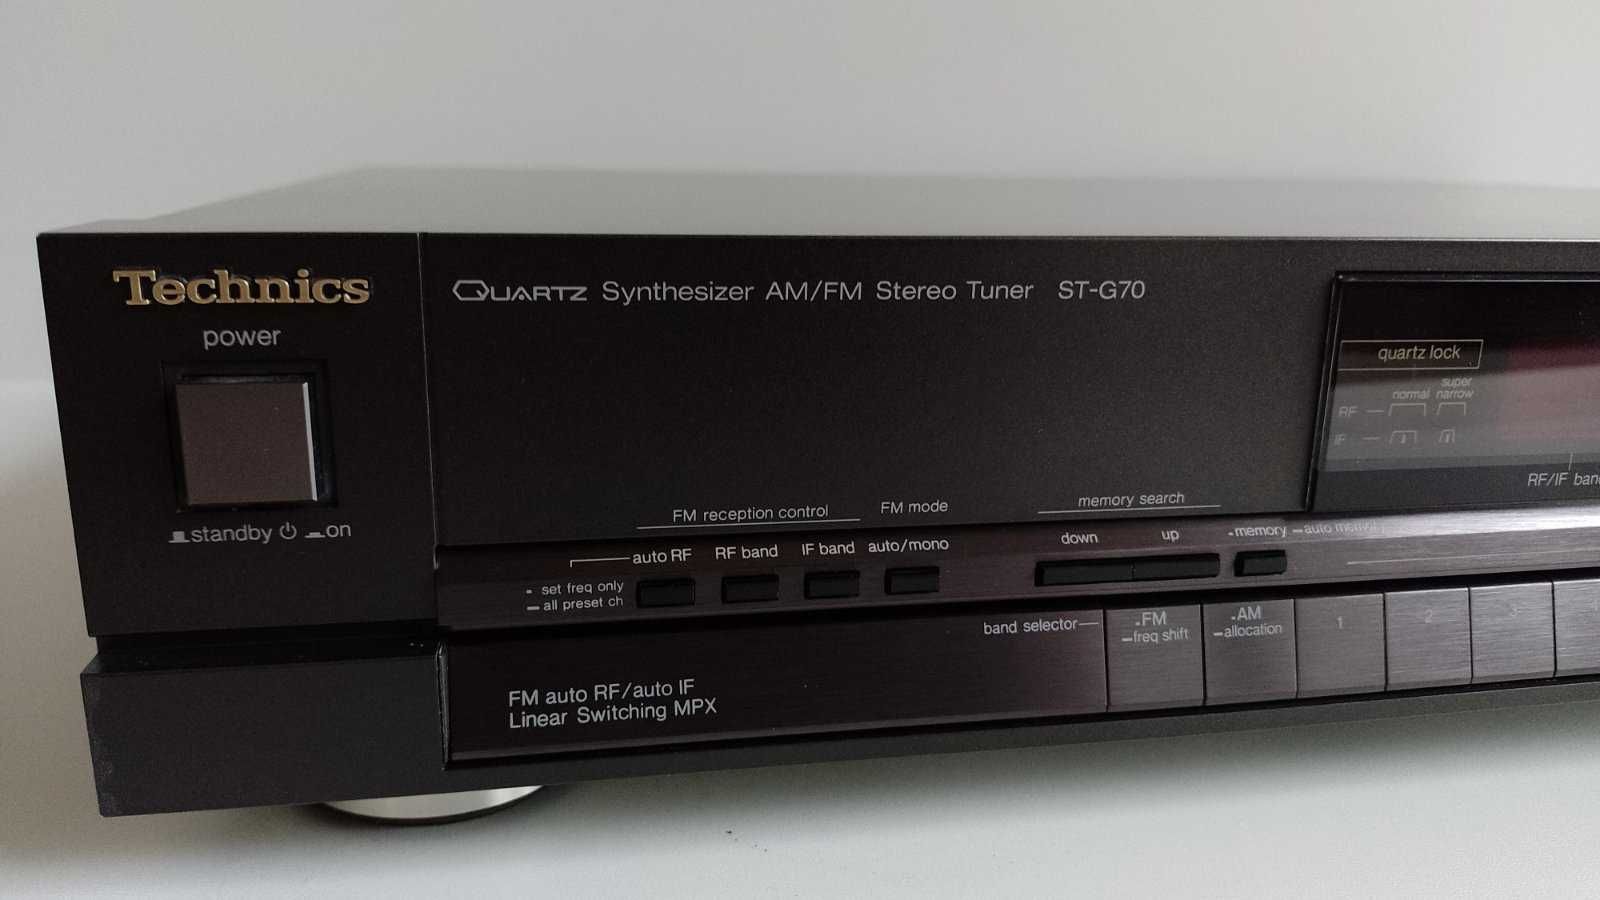 Technics
QUARTZ Synthesizer AM/FM Stereo Tuner ST-G70
power
standby on
quartz lock
normal super narrow
RF
IF
RF/IF
FM reception control
FM mode
memory search
auto RF
RF band
IF band
auto/mono
down
up
memory
auto memory
set freq only
all preset ch
band selector
FM
freq shift
AM
allocation
1
2
3
FM auto RF/auto IF
Linear Switching MPX